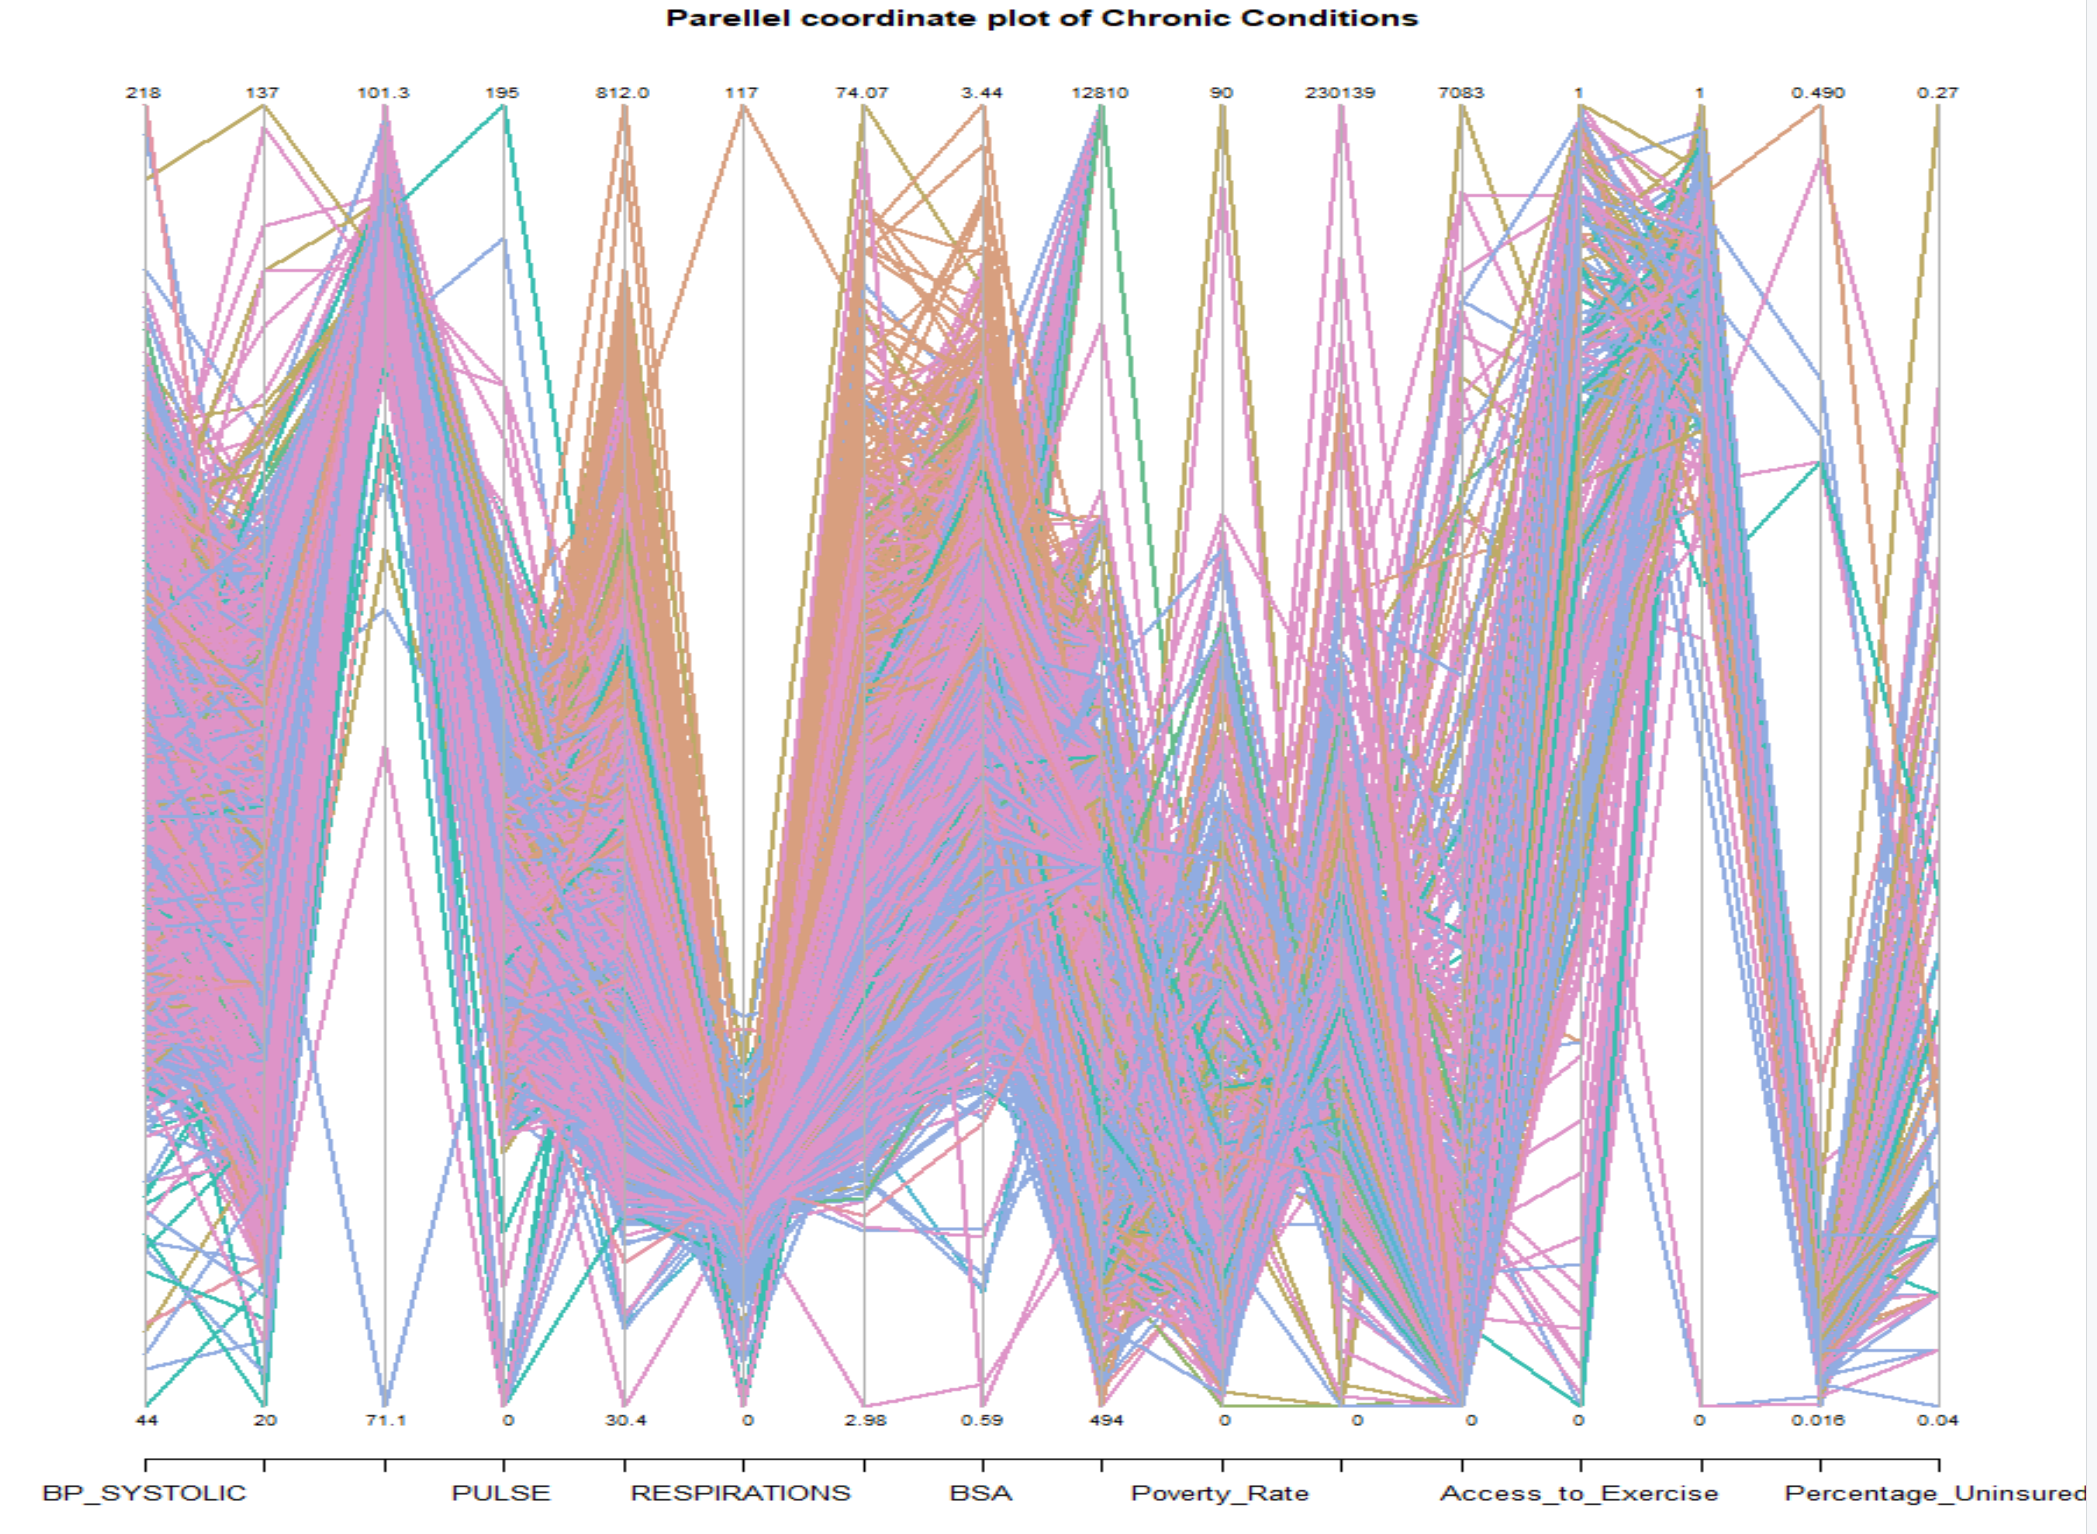 Parellel coordinate plot of Chronic Conditions
218 137 101.3 195 812.0 117 74.07 3.44 12810 90 230139 7083 1 1 0.490 0.27
44 20 71.1 0 30.4 0 2.98 0.59 494 0 0 0 0 0 0.016 0.04
BP_SYSTOLIC PULSE RESPIRATIONS BSA Poverty_Rate Access_to_Exercise Percentage_Uninsured